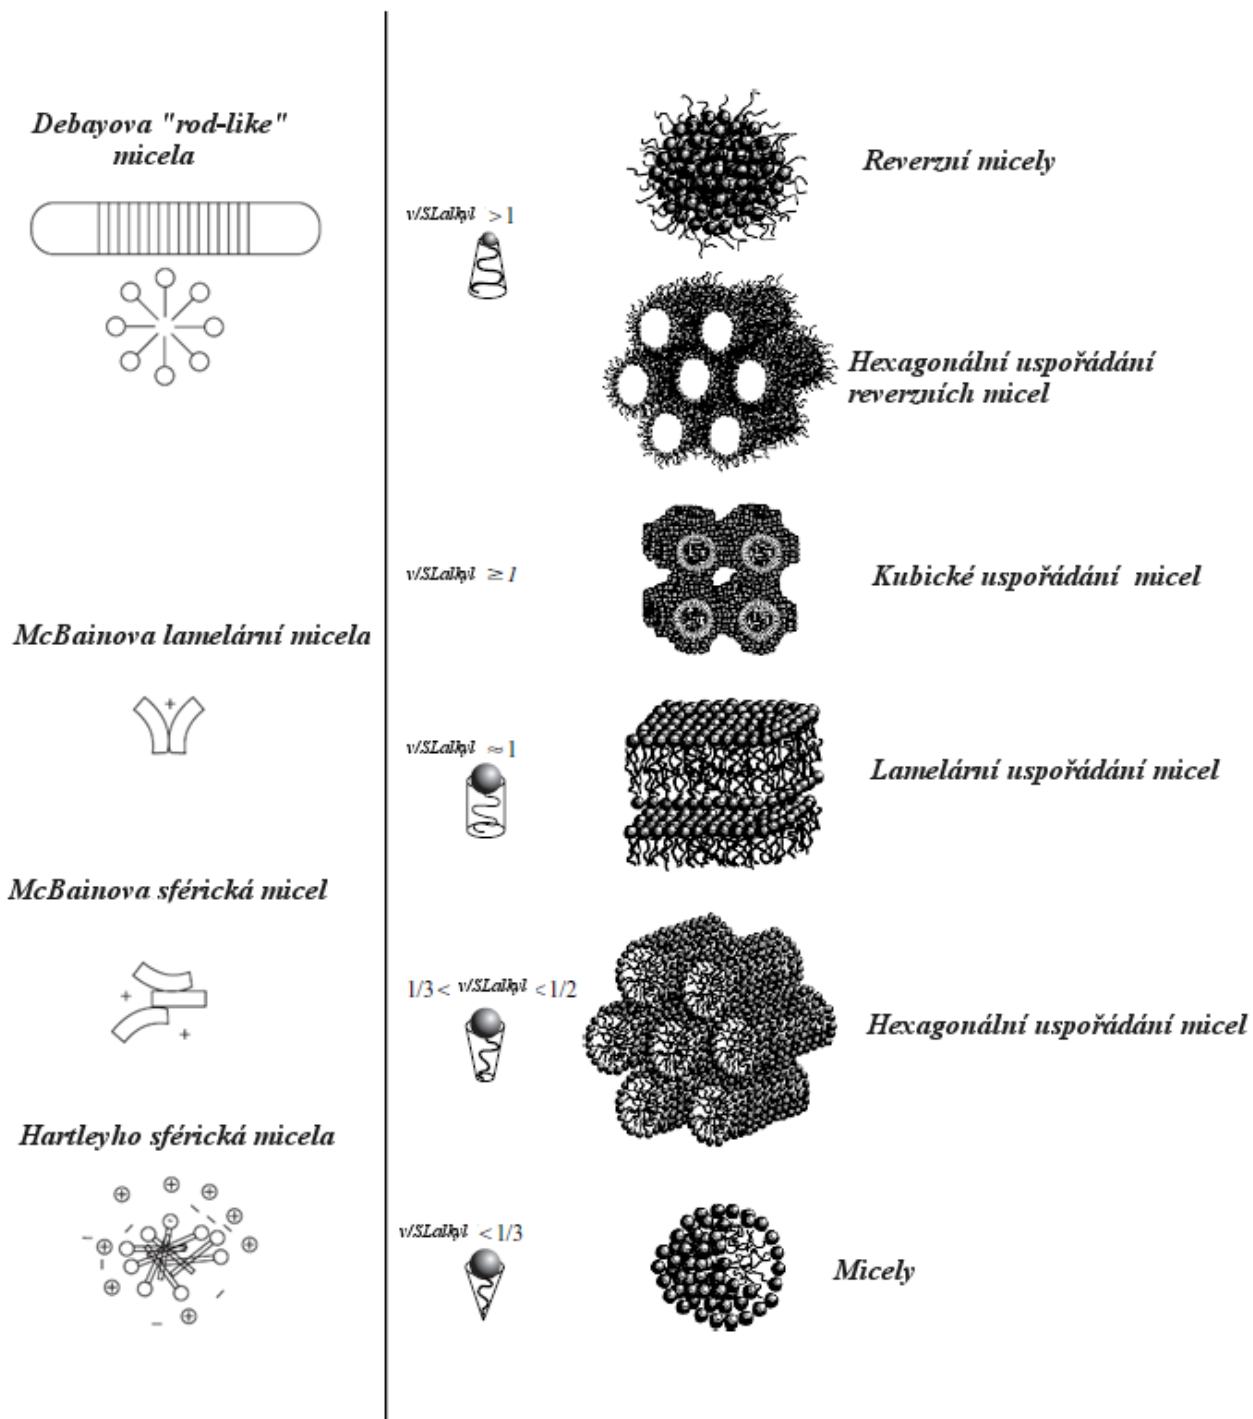 Debayova "rod-like"
micela
McBainova lamelární micela
McBainova sférická micel
Hartleyho sférická micela
v/SLalkyl > 1
v/SLalkyl ≥ 1
v/SLalkyl ≈ 1
1/3 < v/SLalkyl < 1/2
v/SLalkyl < 1/3
Reverzní micely
Hexagonální uspořádání
reverzních micel
Kubické uspořádání micel
Lamelární uspořádání micel
Hexagonální uspořádání micel
Micely